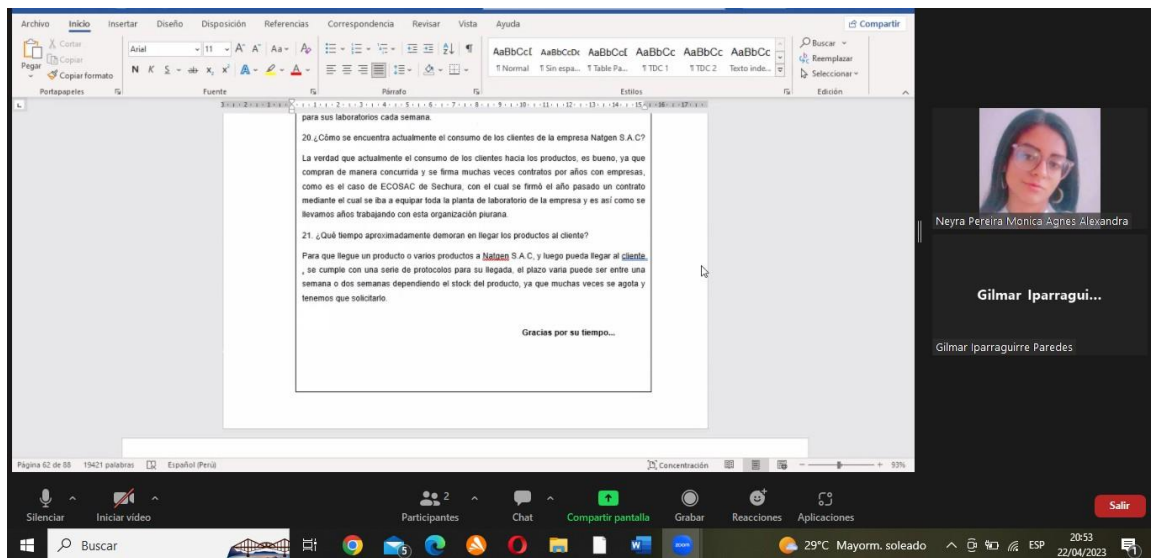 Archivo Inicio Insertar Diseño Disposición Referencias Correspondencia Revisar Vista Ayuda Compartir
Cortar
Copiar
Pegar
Copiar formato
Arial 11
N K S ab x, x²
AaBbCcI AaBbCcDc AaBbCcI AaBbCc AaBbCc AaBbCc
¶ Normal ¶ Sin espa... ¶ Table Pa... ¶ TDC 1 ¶ TDC 2 Texto inde...
Buscar
Reemplazar
Seleccionar
Portapapeles Fuente Párrafo Estilos Edición
para sus laboratorios cada semana.
20.¿Cómo se encuentra actualmente el consumo de los clientes de la empresa Natgen S.A.C?
La verdad que actualmente el consumo de los clientes hacia los productos, es bueno, ya que
compran de manera concurrida y se firma muchas veces contratos por años con empresas,
como es el caso de ECOSAC de Sechura, con el cual se firmó el año pasado un contrato
mediante el cual se iba a equipar toda la planta de laboratorio de la empresa y es así como se
llevamos años trabajando con esta organización piurana.
21. ¿Qué tiempo aproximadamente demoran en llegar los productos al cliente?
Para que llegue un producto o varios productos a Natgen S.A.C, y luego pueda llegar al cliente
, se cumple con una serie de protocolos para su llegada, el plazo varia puede ser entre una
semana o dos semanas dependiendo el stock del producto, ya que muchas veces se agota y
tenemos que solicitarlo.
Gracias por su tiempo...
Página 62 de 88 19421 palabras Español (Perú) Concentración 93%
Neyra Pereira Monica Agnes Alexandra
Gilmar Iparragui...
Gilmar Iparraguirre Paredes
Silenciar Iniciar video Participantes 2 Chat Compartir pantalla Grabar Reacciones Aplicaciones Salir
Buscar 29°C Mayorm. soleado ESP 20:53
22/04/2023